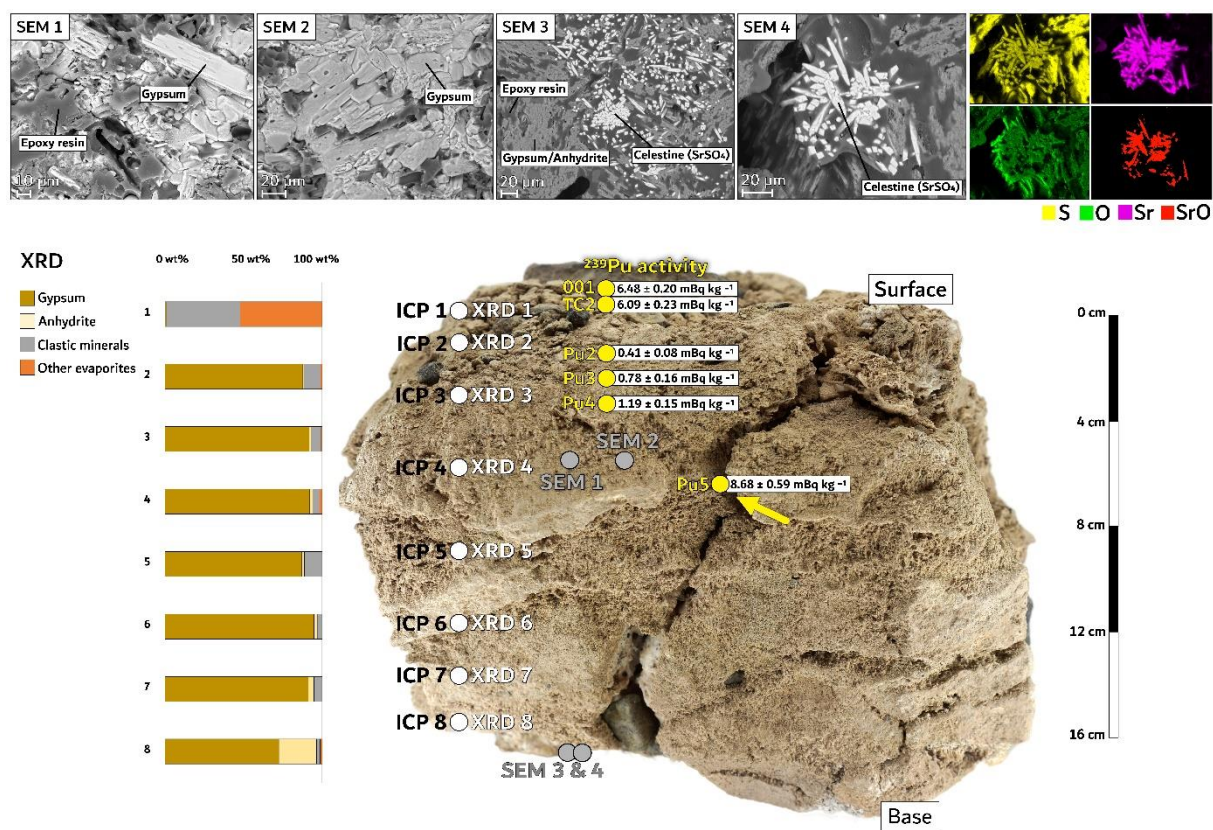 SEM 1
Gypsum
Epoxy resin
10 µm
SEM 2
Gypsum
20 µm
SEM 3
Epoxy resin
Gypsum/Anhydrite
Celestine (SrSO₄)
20 µm
SEM 4
Celestine (SrSO₄)
20 µm
S O Sr SrO
XRD
0 wt% 50 wt% 100 wt%
Gypsum
Anhydrite
Clastic minerals
Other evaporites
1
2
3
4
5
6
7
8
²³⁹Pu activity
001 6.48 ± 0.20 mBq kg ⁻¹
TC2 6.09 ± 0.23 mBq kg ⁻¹
Pu2 0.41 ± 0.08 mBq kg ⁻¹
Pu3 0.78 ± 0.16 mBq kg ⁻¹
Pu4 1.19 ± 0.15 mBq kg ⁻¹
Pu5 8.68 ± 0.59 mBq kg ⁻¹
ICP 1 XRD 1
ICP 2 XRD 2
ICP 3 XRD 3
ICP 4 XRD 4
SEM 2
SEM 1
ICP 5 XRD 5
ICP 6 XRD 6
ICP 7 XRD 7
ICP 8 XRD 8
SEM 3 & 4
Surface
Base
0 cm
4 cm
8 cm
12 cm
16 cm